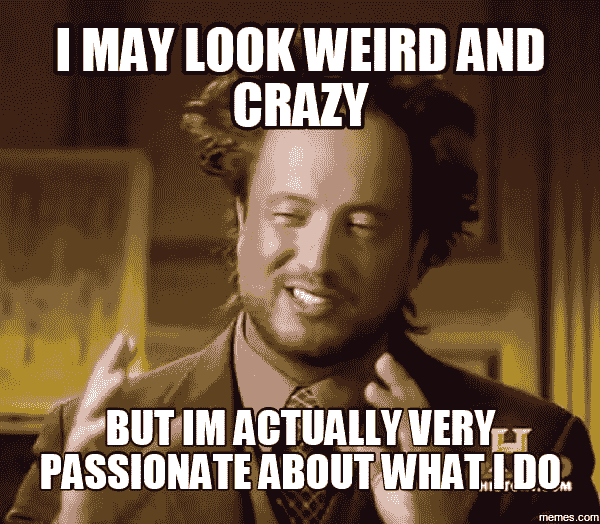 I MAY LOOK WEIRD AND
CRAZY
BUT IM ACTUALLY VERY
PASSIONATE ABOUT WHAT I DO
H
memes.com